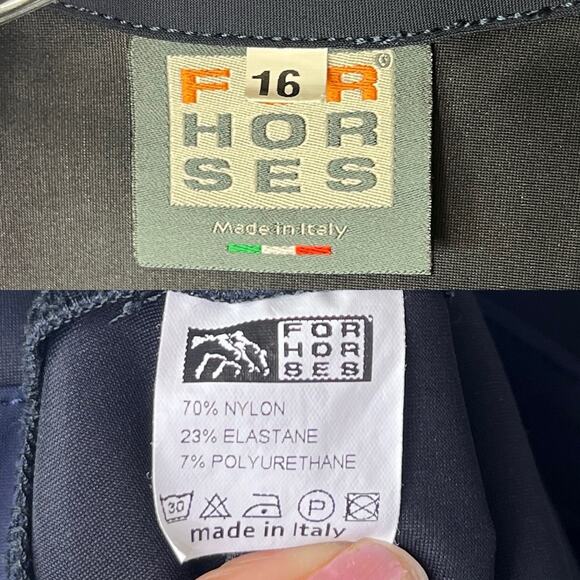 F R
16
HOR
SES
Made in Italy
FOR
HOR
SES
70% NYLON
23% ELASTANE
7% POLYURETHANE
30 P
made in Italy